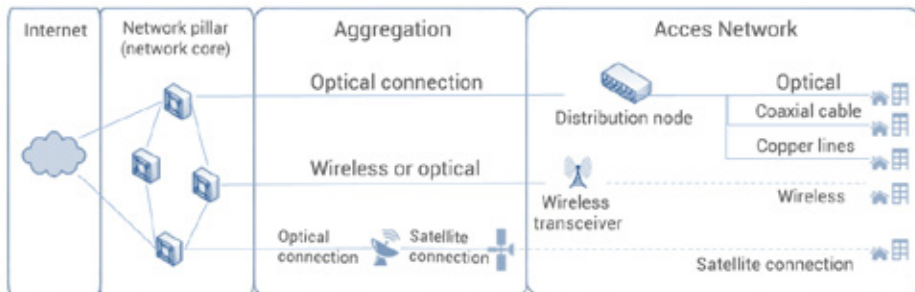 Internet
Network pillar
(network core)
Aggregation
Acces Network
Optical connection
Distribution node
Optical
Coaxial cable
Copper lines
Wireless or optical
Wireless
transceiver
Wireless
Optical
connection
Satellite
connection
Satellite connection